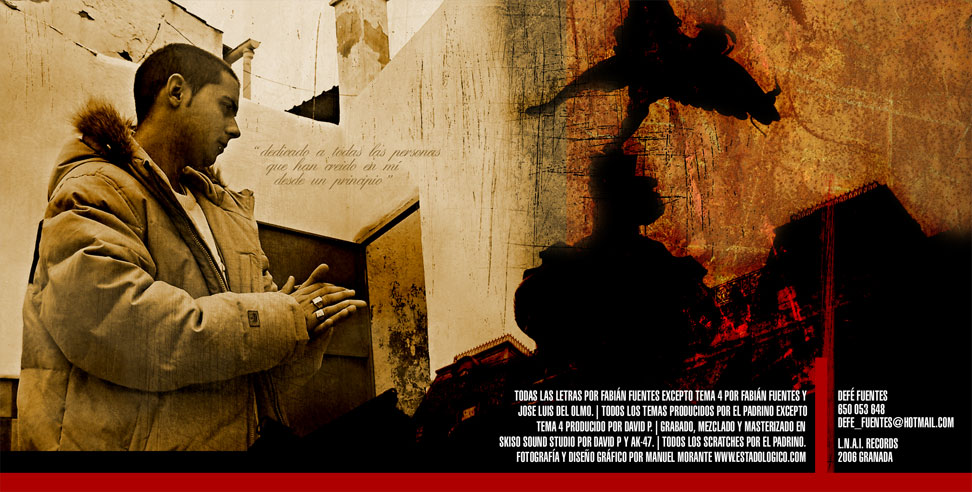 “dedicado a todas las personas
que han creido en mi
desde un principio”
TODAS LAS LETRAS POR FABIÁN FUENTES EXCEPTO TEMA 4 POR FABIÁN FUENTES Y
JOSE LUIS DEL OLMO. | TODOS LOS TEMAS PRODUCIDOS POR EL PADRINO EXCEPTO
TEMA 4 PRODUCIDO POR DAVID P. | GRABADO, MEZCLADO Y MASTERIZADO EN
SKISO SOUND STUDIO POR DAVID P Y AK-47. | TODOS LOS SCRATCHES POR EL PADRINO.
FOTOGRAFÍA Y DISEÑO GRÁFICO POR MANUEL MORANTE WWW.ESTADOLOGICO.COM
DEFÉ FUENTES
650 053 648
DEFE_FUENTES@HOTMAIL.COM
L.N.A.I. RECORDS
2006 GRANADA